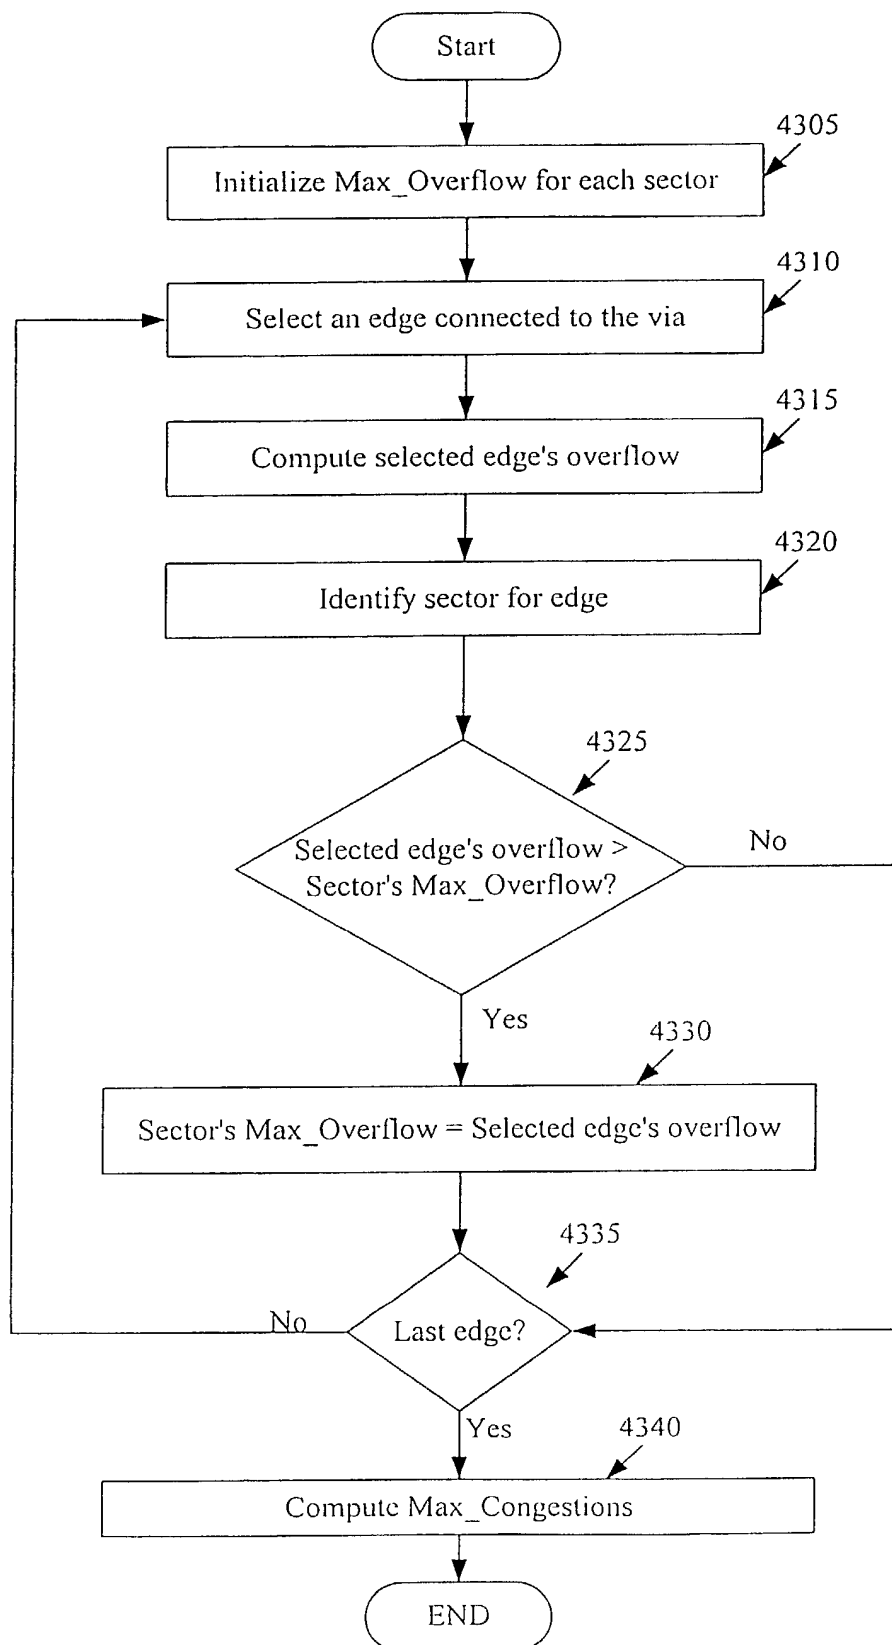 Start
4305
Initialize Max_Overflow for each sector
4310
Select an edge connected to the via
4315
Compute selected edge's overflow
4320
Identify sector for edge
4325
Selected edge's overflow >
Sector's Max_Overflow?
No
Yes
4330
Sector's Max_Overflow = Selected edge's overflow
4335
Last edge?
No
Yes
4340
Compute Max_Congestions
END